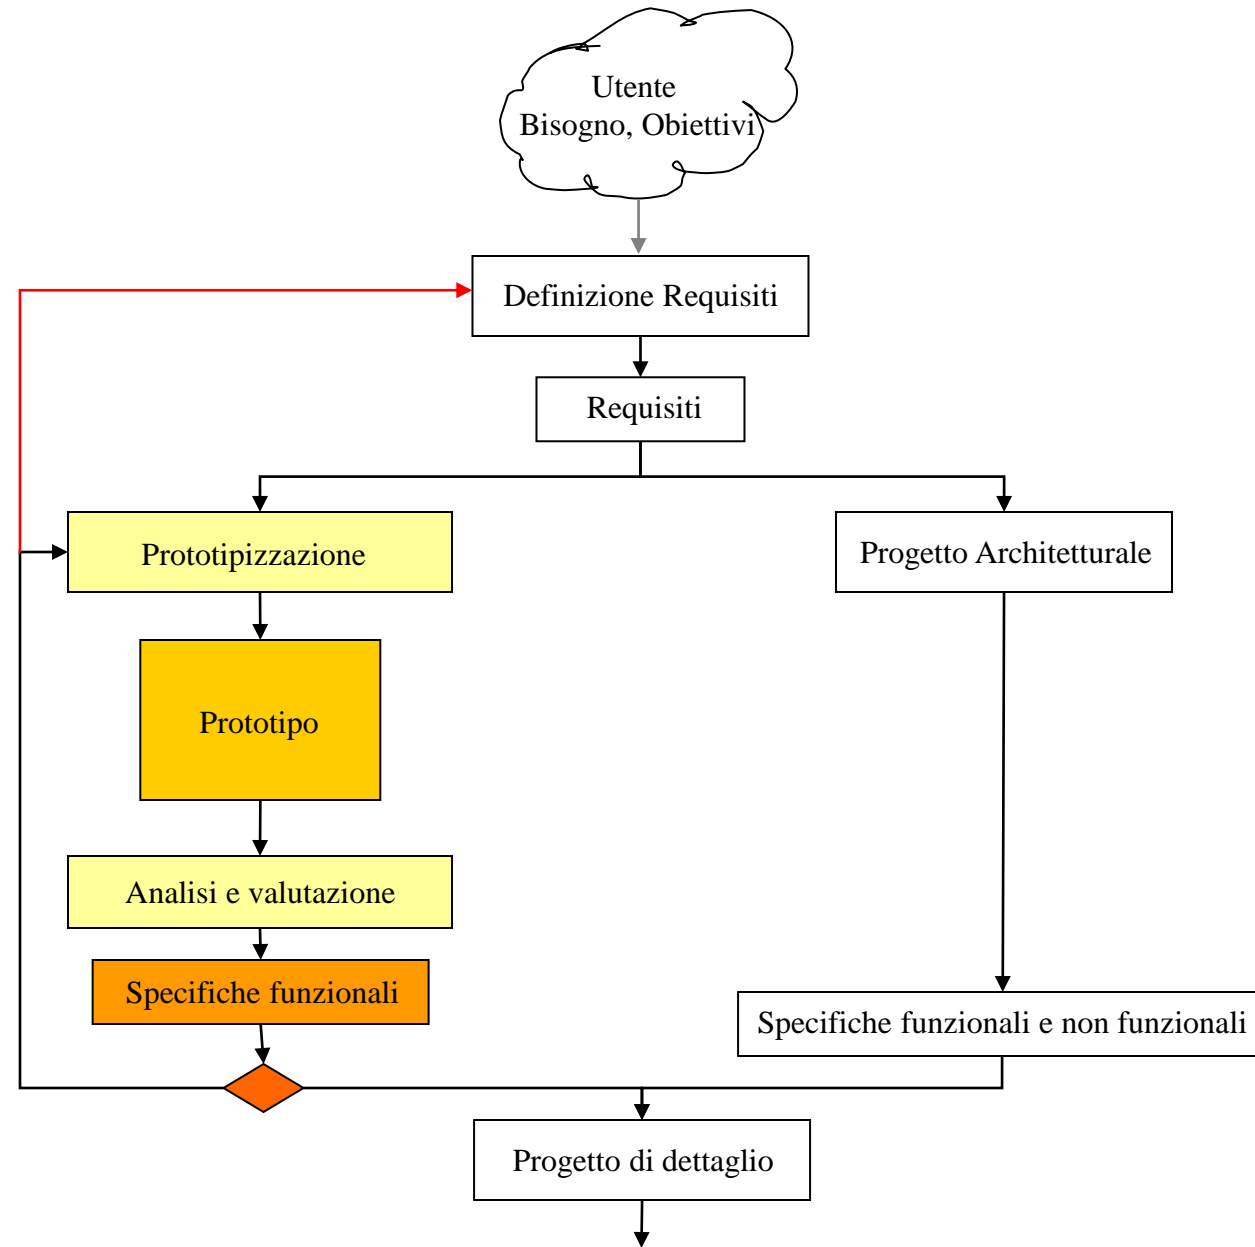 Utente
Bisogno, Obiettivi
Definizione Requisiti
Requisiti
Prototipizzazione
Progetto Architetturale
Prototipo
Analisi e valutazione
Specifiche funzionali
Specifiche funzionali e non funzionali
Progetto di dettaglio